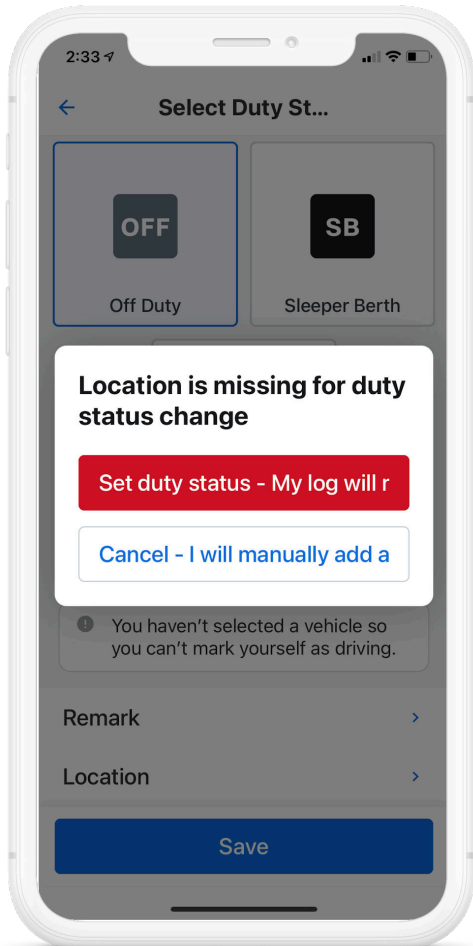 2:33
Select Duty St...
OFF
SB
Off Duty
Sleeper Berth
Location is missing for duty
status change
Set duty status - My log will r
Cancel - I will manually add a
You haven't selected a vehicle so
you can't mark yourself as driving.
Remark
Location
Save